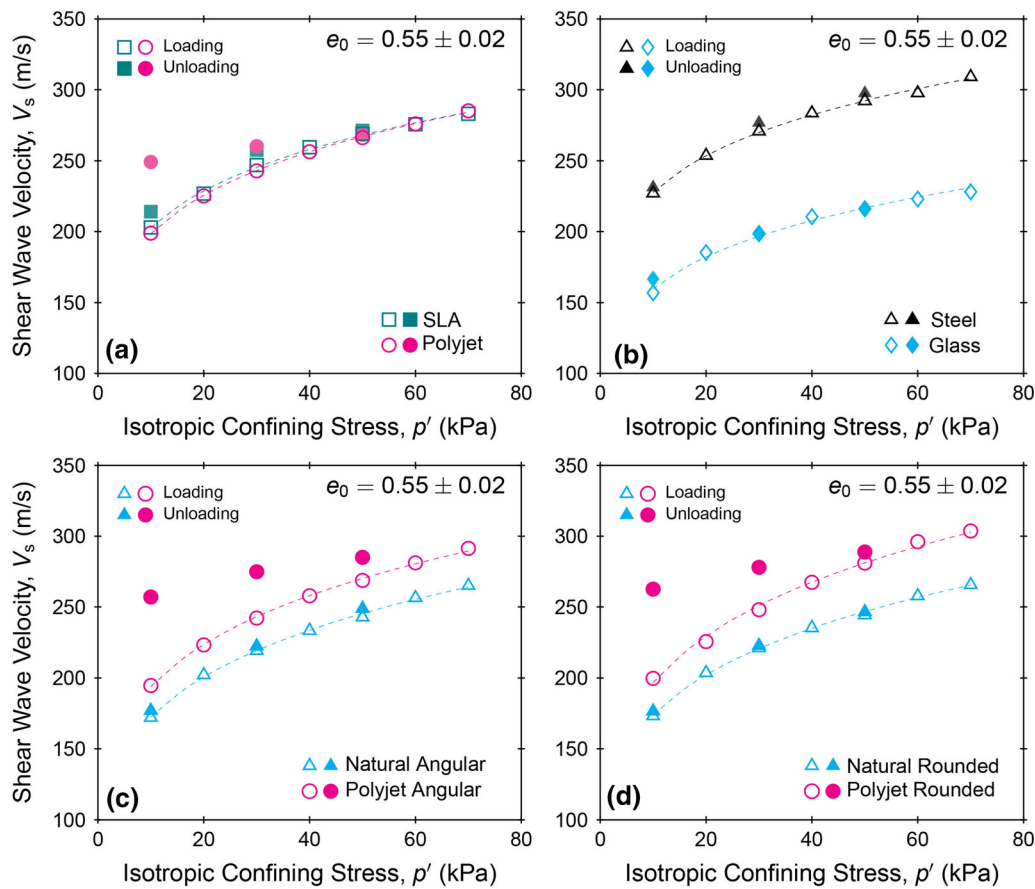 350
300
250
200
150
100
Shear Wave Velocity, Vs (m/s)
Loading
Unloading
e0 = 0.55 ± 0.02
SLA
Polyjet
(a)
0 20 40 60 80
Isotropic Confining Stress, p′ (kPa)
350
300
250
200
150
100
Loading
Unloading
e0 = 0.55 ± 0.02
Steel
Glass
(b)
0 20 40 60 80
Isotropic Confining Stress, p′ (kPa)
350
300
250
200
150
100
Shear Wave Velocity, Vs (m/s)
Loading
Unloading
e0 = 0.55 ± 0.02
Natural Angular
Polyjet Angular
(c)
0 20 40 60 80
Isotropic Confining Stress, p′ (kPa)
350
300
250
200
150
100
Loading
Unloading
e0 = 0.55 ± 0.02
Natural Rounded
Polyjet Rounded
(d)
0 20 40 60 80
Isotropic Confining Stress, p′ (kPa)